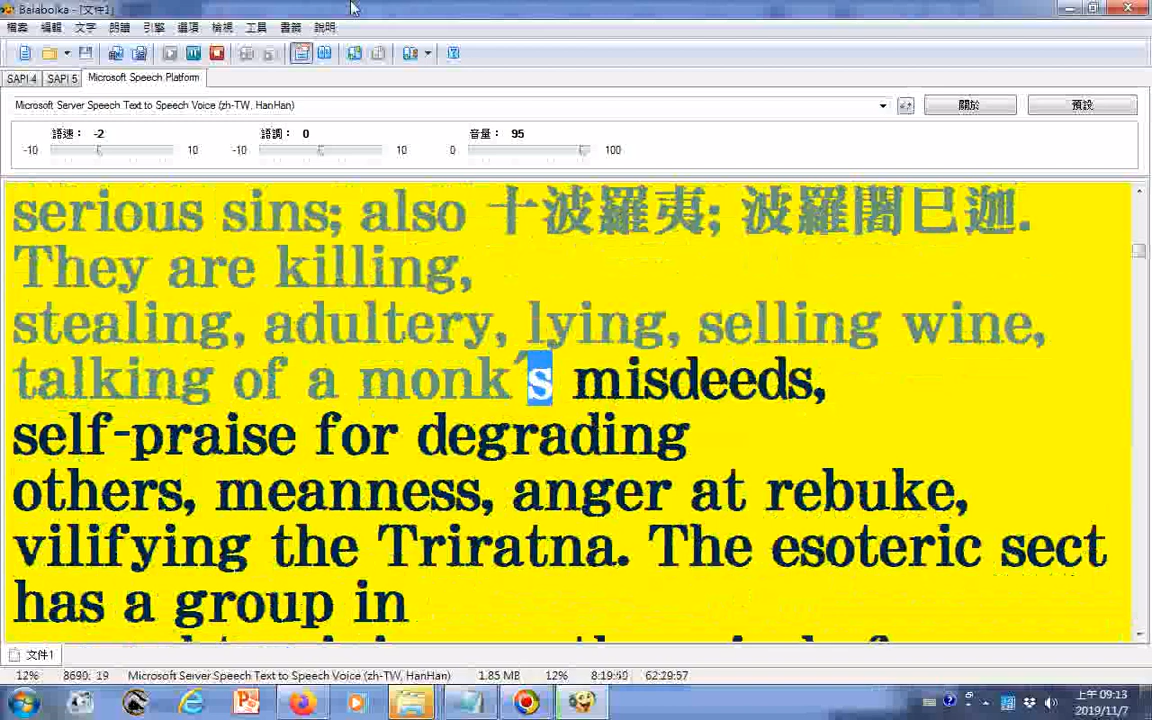 Balabolka - [文件1]
檔案 編輯 文字 朗讀 引擎 選項 檢視 工具 書籤 說明
SAPI 4 SAPI 5 Microsoft Speech Platform
Microsoft Server Speech Text to Speech Voice (zh-TW, HanHan) 關於 預設
語速： -2 語調： 0 音量： 95
-10 10 -10 10 0 100
serious sins; also 十波羅夷; 波羅闍巳迦.
They are killing,
stealing, adultery, lying, selling wine,
talking of a monk´s misdeeds,
self-praise for degrading
others, meanness, anger at rebuke,
vilifying the Triratna. The esoteric sect
has a group in
文件1
12% 8690: 19 Microsoft Server Speech Text to Speech Voice (zh-TW, HanHan) 1.85 MB 12% 8:19:50 62:29:57
上午 09:13
2019/11/7